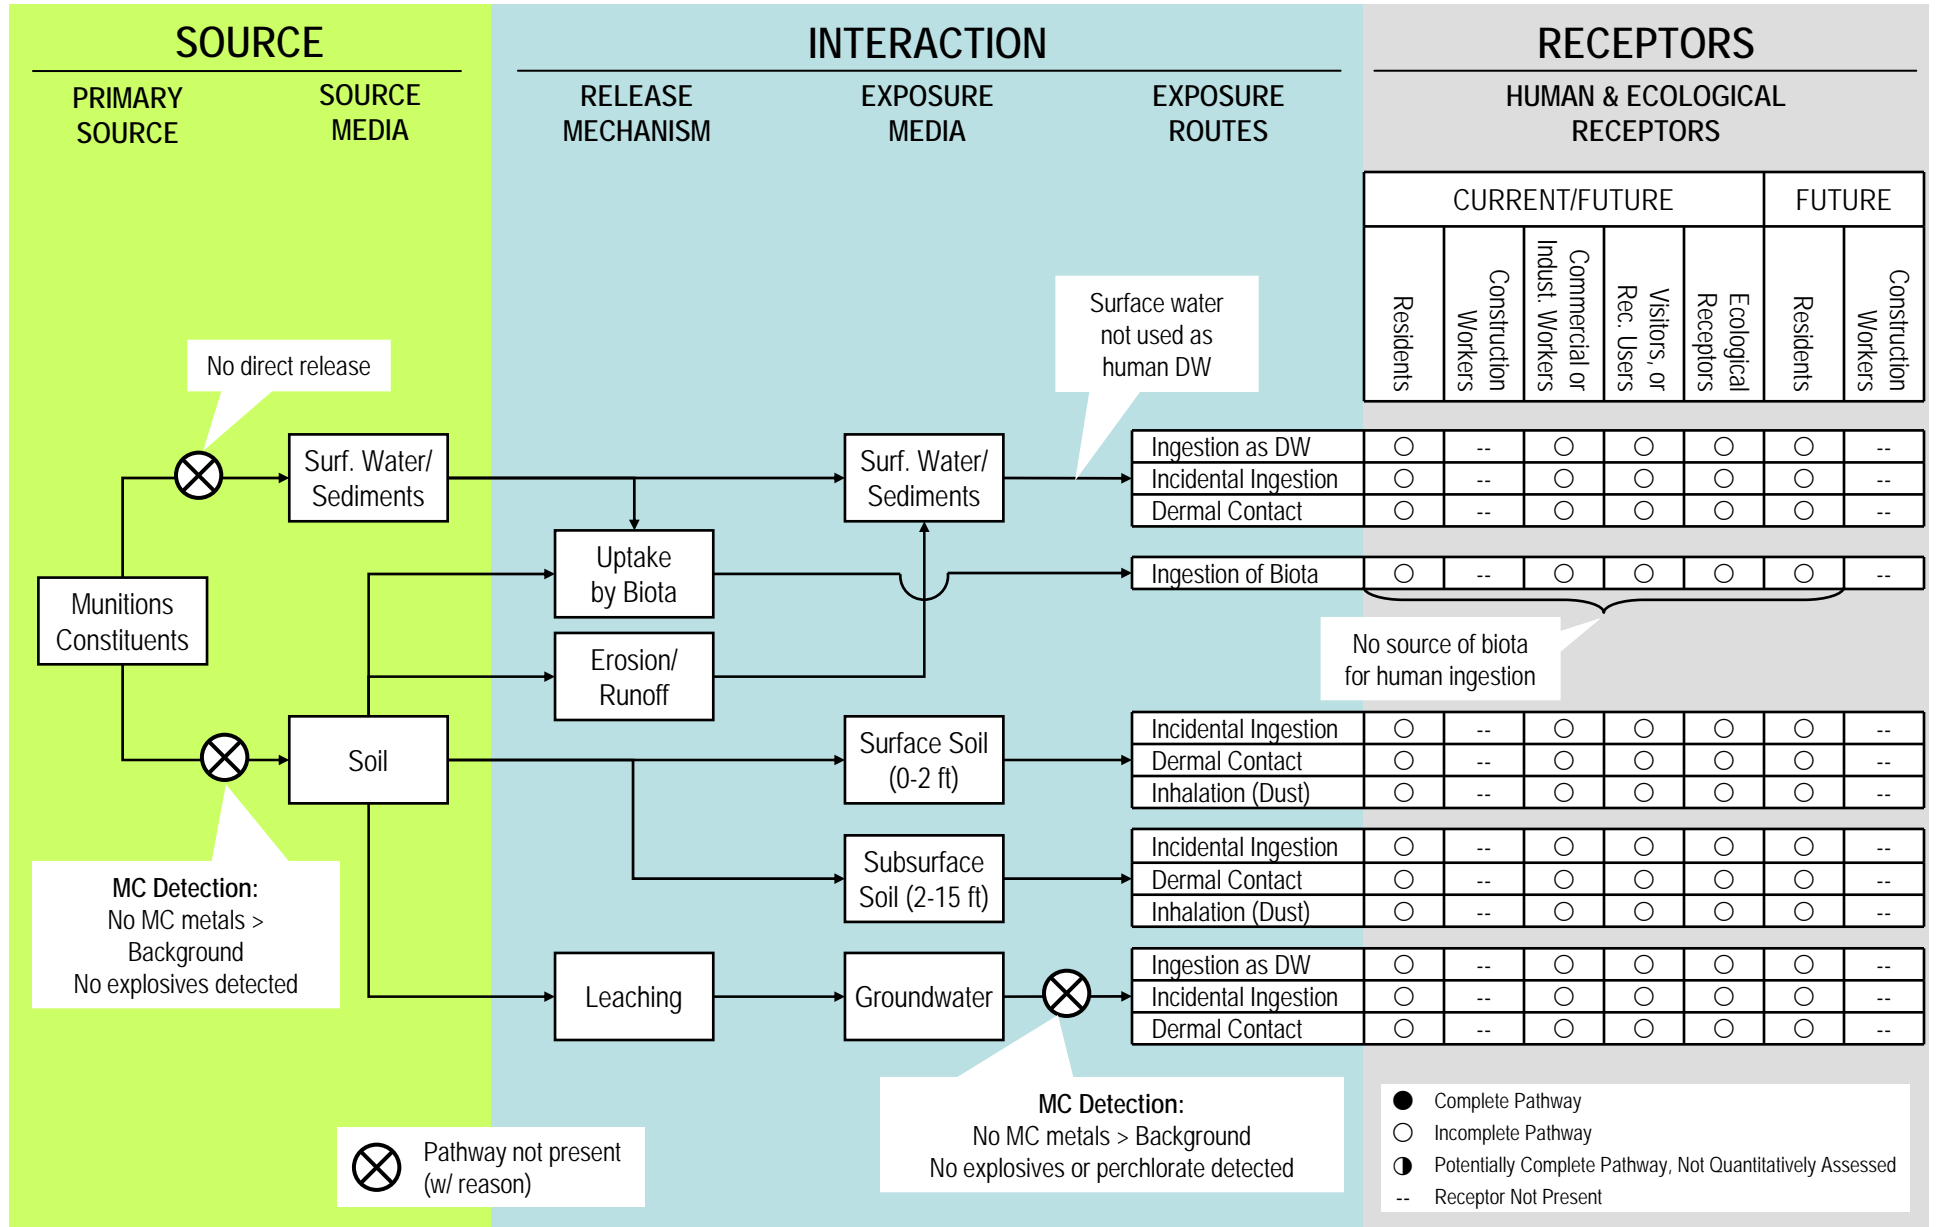 SOURCE
INTERACTION
RECEPTORS
PRIMARY
SOURCE
SOURCE
MEDIA
RELEASE
MECHANISM
EXPOSURE
MEDIA
EXPOSURE
ROUTES
HUMAN & ECOLOGICAL
RECEPTORS
CURRENT/FUTURE
FUTURE
Residents
Construction
Workers
Commercial or
Indust. Workers
Visitors, or
Rec. Users
Ecological
Receptors
Residents
Construction
Workers
Surface water
not used as
human DW
No direct release
Surf. Water/
Sediments
Surf. Water/
Sediments
Ingestion as DW ○ -- ○ ○ ○ ○ --
Incidental Ingestion ○ -- ○ ○ ○ ○ --
Dermal Contact ○ -- ○ ○ ○ ○ --
Uptake
by Biota
Ingestion of Biota ○ -- ○ ○ ○ ○ --
Munitions
Constituents
No source of biota
for human ingestion
Erosion/
Runoff
Soil
Surface Soil
(0-2 ft)
Incidental Ingestion ○ -- ○ ○ ○ ○ --
Dermal Contact ○ -- ○ ○ ○ ○ --
Inhalation (Dust) ○ -- ○ ○ ○ ○ --
Subsurface
Soil (2-15 ft)
Incidental Ingestion ○ -- ○ ○ ○ ○ --
Dermal Contact ○ -- ○ ○ ○ ○ --
Inhalation (Dust) ○ -- ○ ○ ○ ○ --
MC Detection:
No MC metals >
Background
No explosives detected
Leaching
Groundwater
Ingestion as DW ○ -- ○ ○ ○ ○ --
Incidental Ingestion ○ -- ○ ○ ○ ○ --
Dermal Contact ○ -- ○ ○ ○ ○ --
MC Detection:
No MC metals > Background
No explosives or perchlorate detected
Pathway not present
(w/ reason)
● Complete Pathway
○ Incomplete Pathway
◑ Potentially Complete Pathway, Not Quantitatively Assessed
-- Receptor Not Present